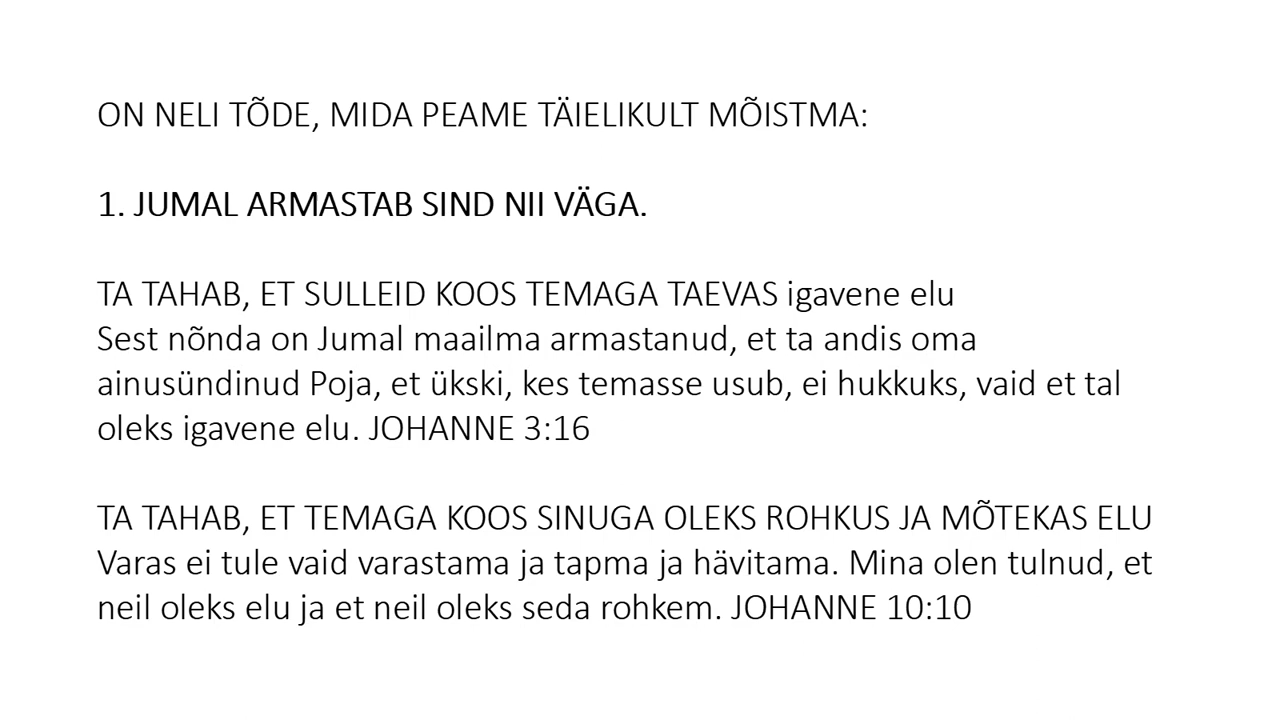 ON NELI TÕDE, MIDA PEAME TÄIELIKULT MÕISTMA:
1. JUMAL ARMASTAB SIND NII VÄGA.
TA TAHAB, ET SULLEID KOOS TEMAGA TAEVAS igavene elu
Sest nõnda on Jumal maailma armastanud, et ta andis oma
ainusündinud Poja, et ükski, kes temasse usub, ei hukkuks, vaid et tal
oleks igavene elu. JOHANNE 3:16
TA TAHAB, ET TEMAGA KOOS SINUGA OLEKS ROHKUS JA MÕTEKAS ELU
Varas ei tule vaid varastama ja tapma ja hävitama. Mina olen tulnud, et
neil oleks elu ja et neil oleks seda rohkem. JOHANNE 10:10